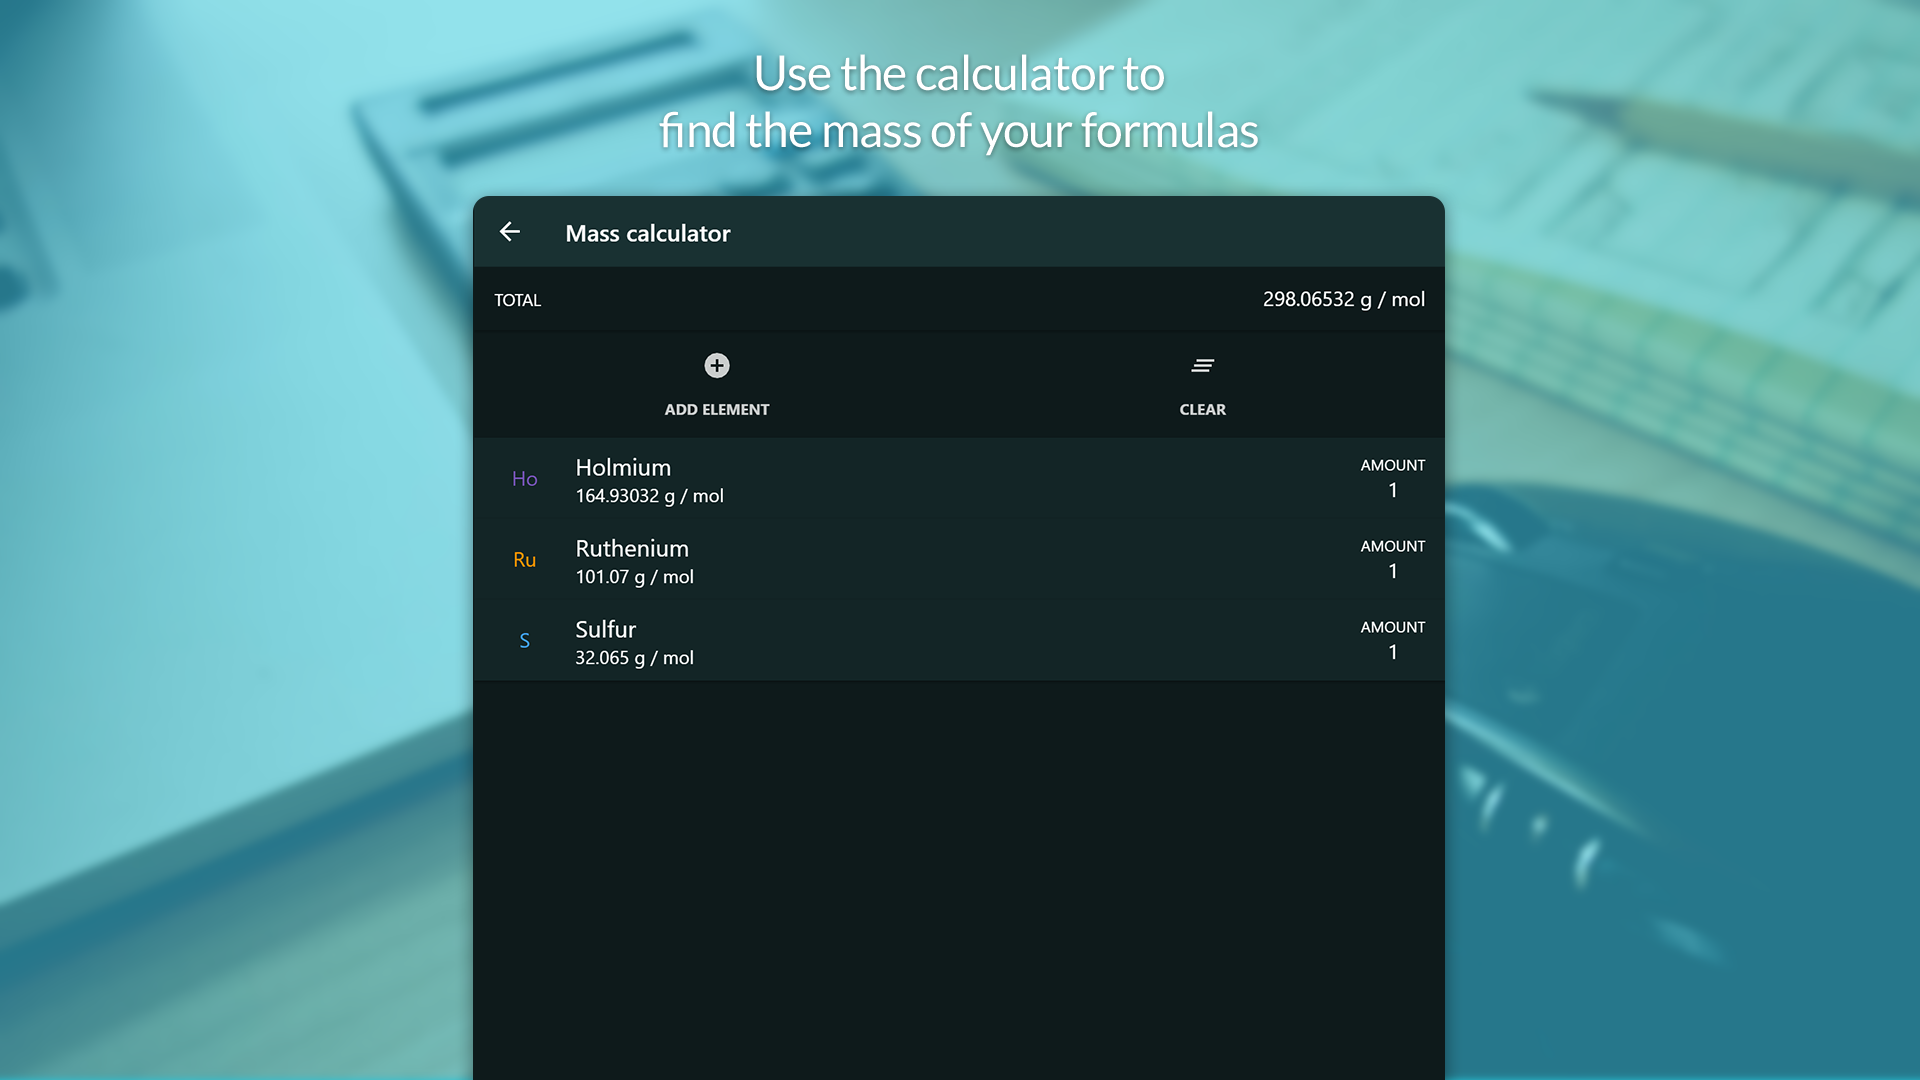 Use the calculator to
find the mass of your formulas
Mass calculator
TOTAL
298.06532 g / mol
ADD ELEMENT
CLEAR
Ho
Holmium
164.93032 g / mol
AMOUNT
1
Ru
Ruthenium
101.07 g / mol
AMOUNT
1
S
Sulfur
32.065 g / mol
AMOUNT
1